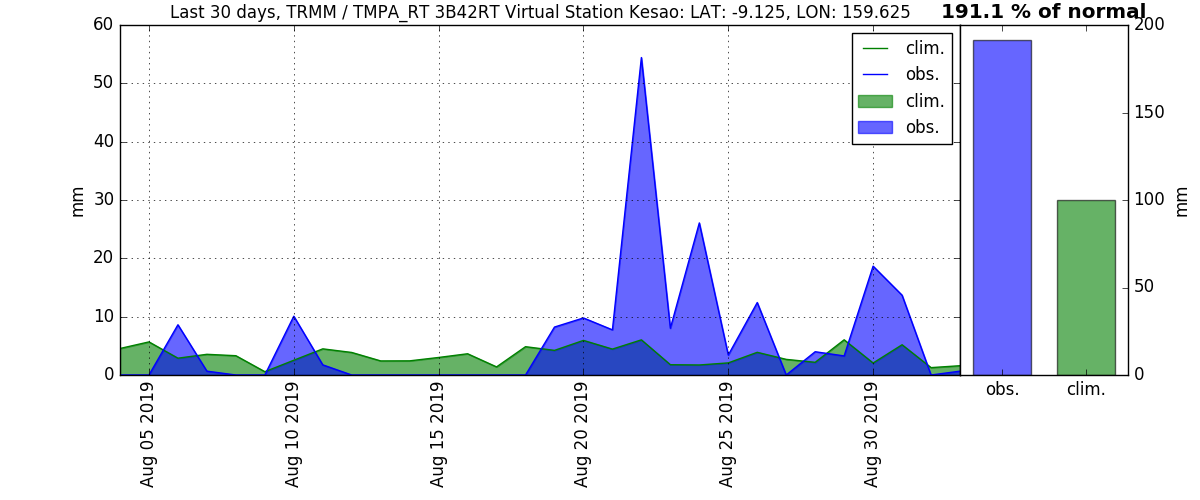 Last 30 days, TRMM / TMPA_RT 3B42RT Virtual Station Kesao: LAT: -9.125, LON: 159.625
191.1 % of normal
60
50
40
30
20
10
0
mm
clim.
obs.
clim.
obs.
200
150
100
50
0
mm
Aug 05 2019
Aug 10 2019
Aug 15 2019
Aug 20 2019
Aug 25 2019
Aug 30 2019
obs.
clim.